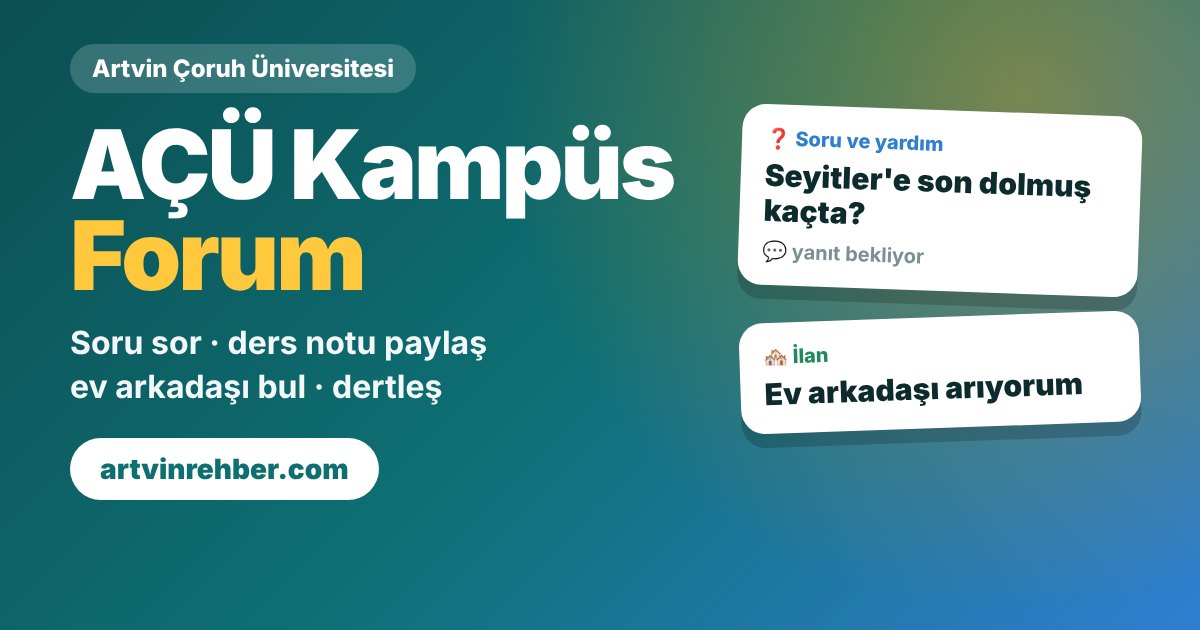 Artvin Çoruh Üniversitesi
AÇÜ Kampüs
Forum
Soru sor · ders notu paylaş
ev arkadaşı bul · dertleş
artvinrehber.com
❓ Soru ve yardım
Seyitler'e son dolmuş
kaçta?
💬 yanıt bekliyor
🏘️ İlan
Ev arkadaşı arıyorum